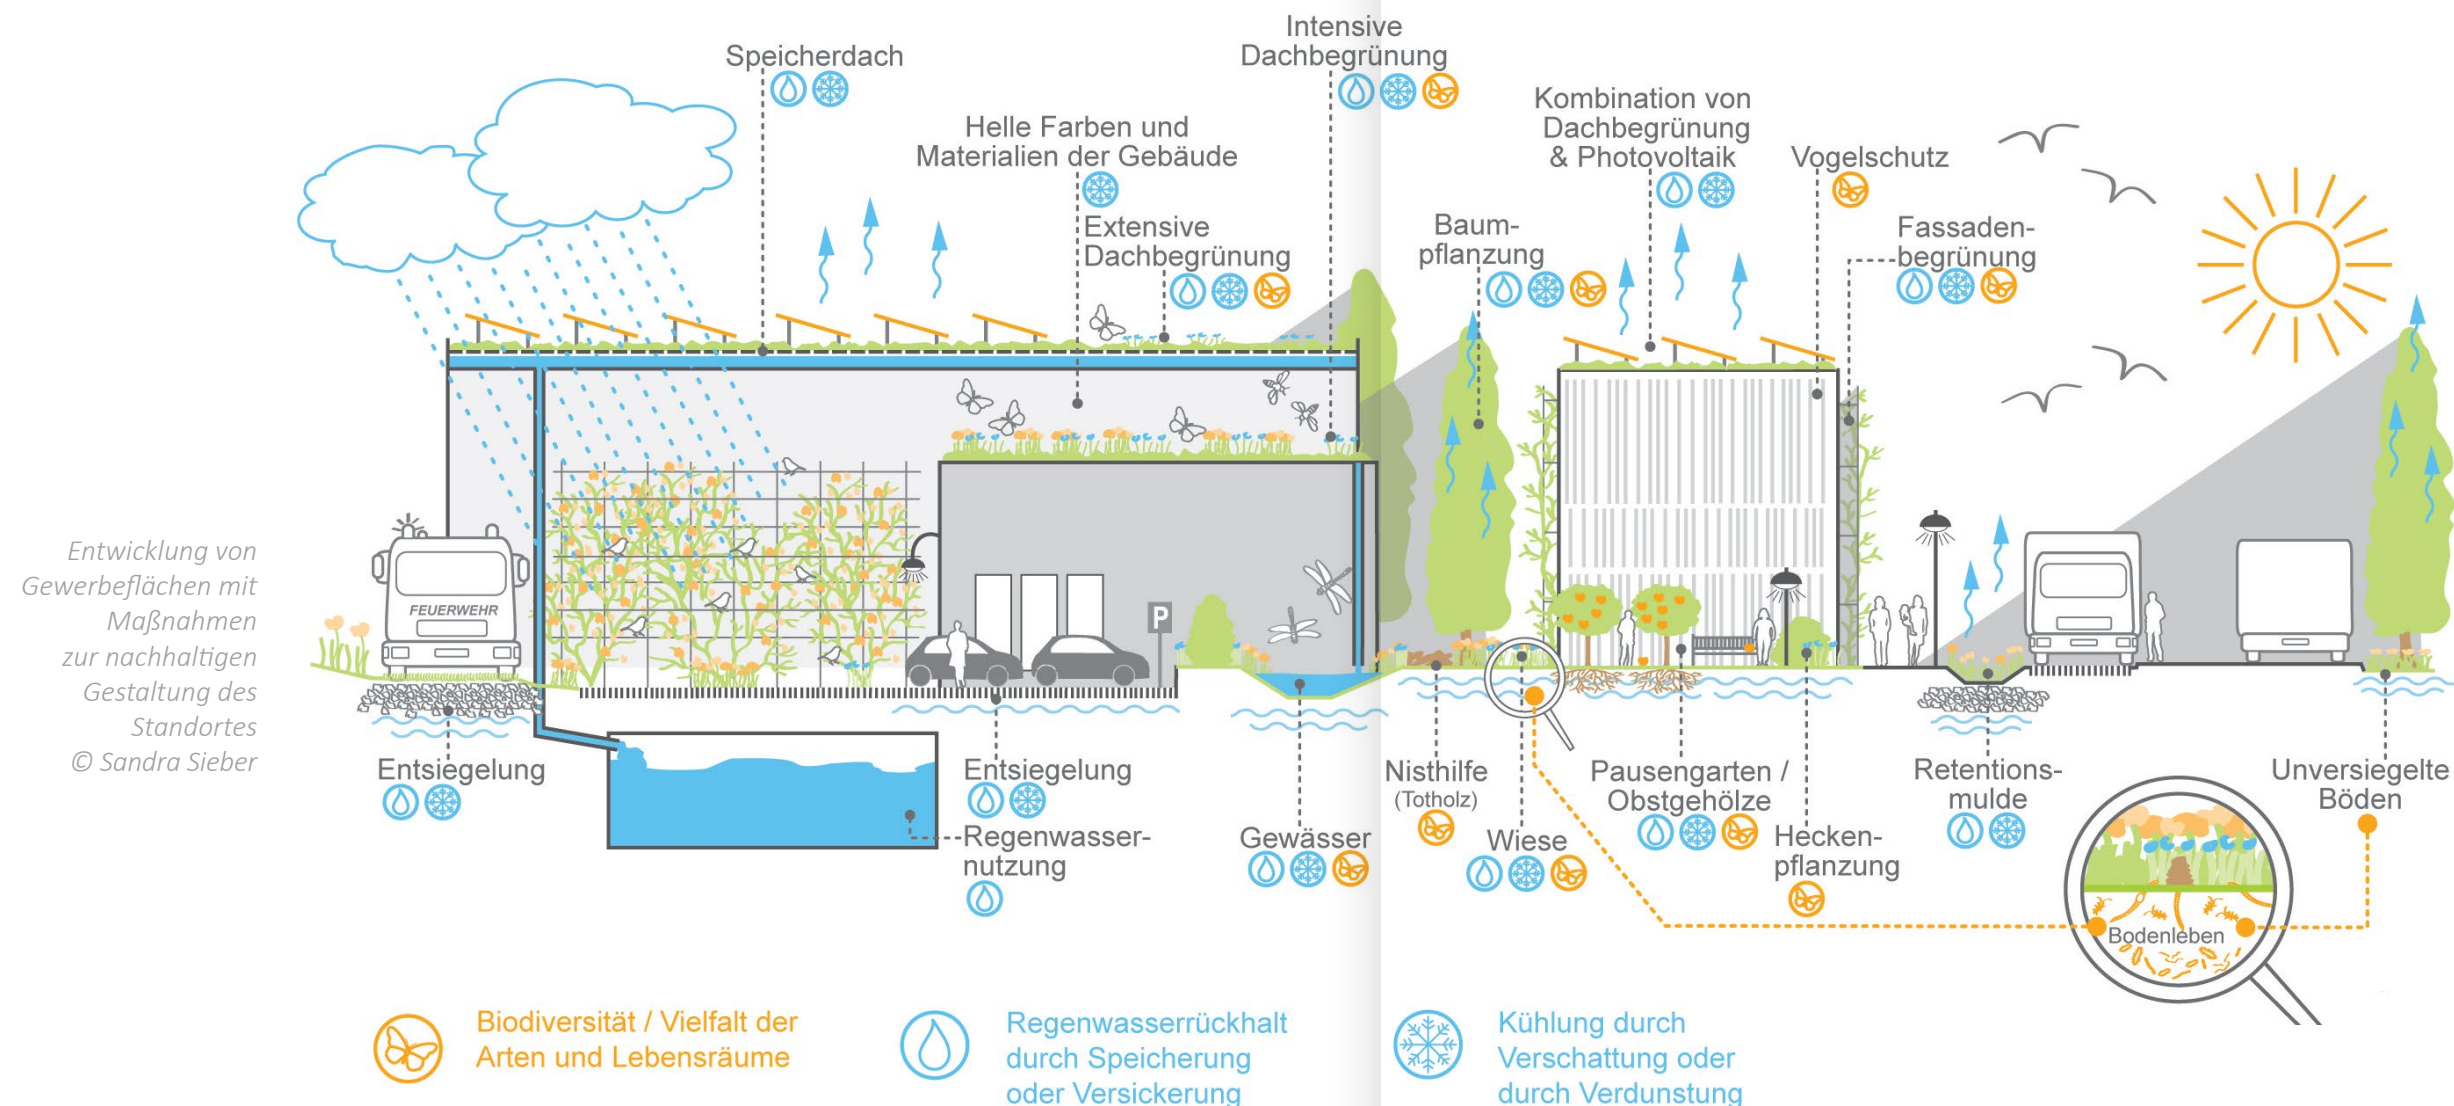 Speicherdach
Intensive
Dachbegrünung
Helle Farben und
Materialien der Gebäude
Extensive
Dachbegrünung
Kombination von
Dachbegrünung
& Photovoltaik
Vogelschutz
Baum-
pflanzung
Fassaden-
begrünung
Entwicklung von
Gewerbeflächen mit
Maßnahmen
zur nachhaltigen
Gestaltung des
Standortes
© Sandra Sieber
FEUERWEHR
P
Entsiegelung
Entsiegelung
Regenwasser-
nutzung
Gewässer
Nisthilfe
(Totholz)
Wiese
Pausengarten /
Obstgehölze
Hecken-
pflanzung
Retentions-
mulde
Unversiegelte
Böden
Bodenleben
Biodiversität / Vielfalt der
Arten und Lebensräume
Regenwasserrückhalt
durch Speicherung
oder Versickerung
Kühlung durch
Verschattung oder
durch Verdunstung